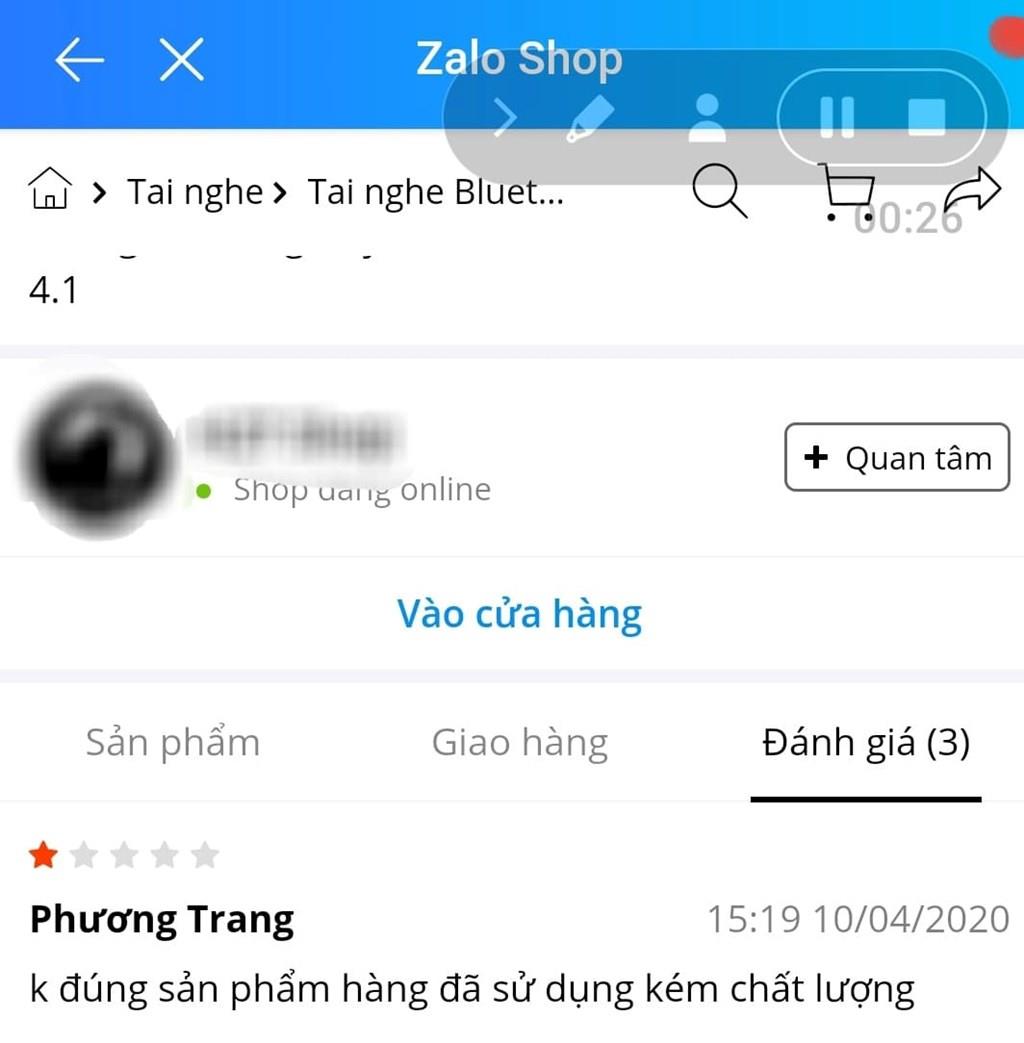 Zalo Shop
Tai nghe > Tai nghe Bluet...
00:26
4.1
Shop đang online
+ Quan tâm
Vào cửa hàng
Sản phẩm
Giao hàng
Đánh giá (3)
Phương Trang
15:19 10/04/2020
k đúng sản phẩm hàng đã sử dụng kém chất lượng